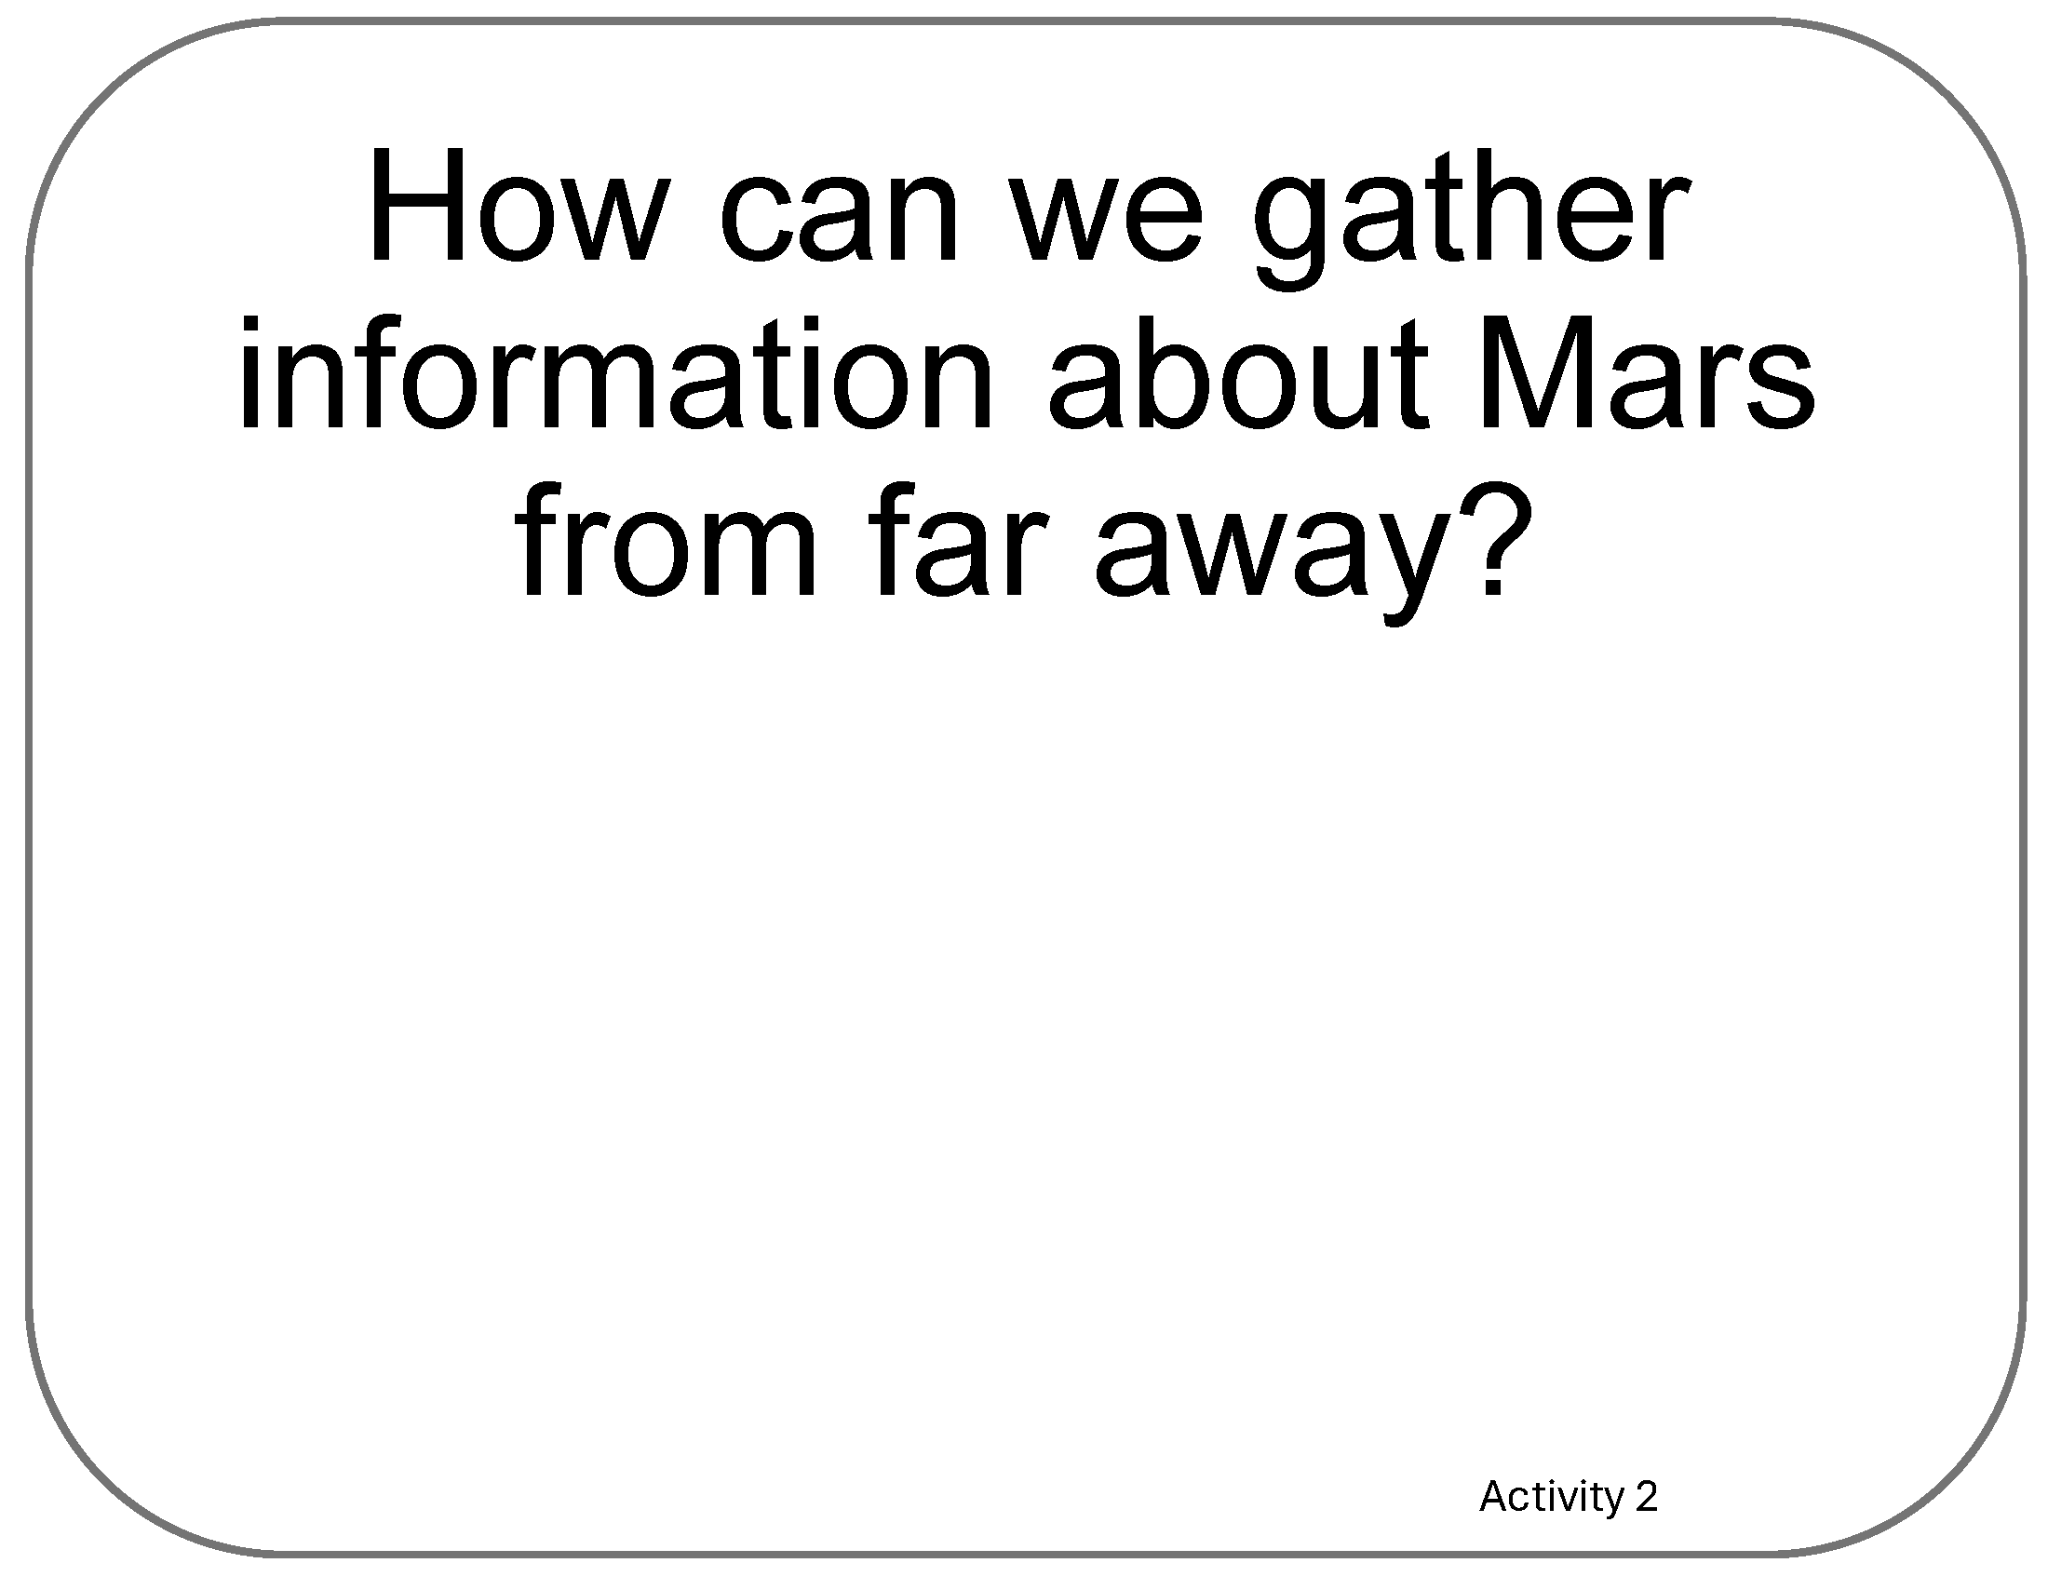 How can we gather
information about Mars
from far away?
Activity 2